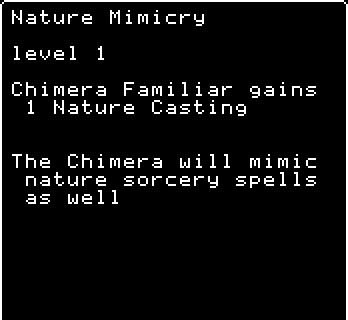 Nature Mimicry
level 1
Chimera Familiar gains
1 Nature Casting
The Chimera will mimic
nature sorcery spells
as well